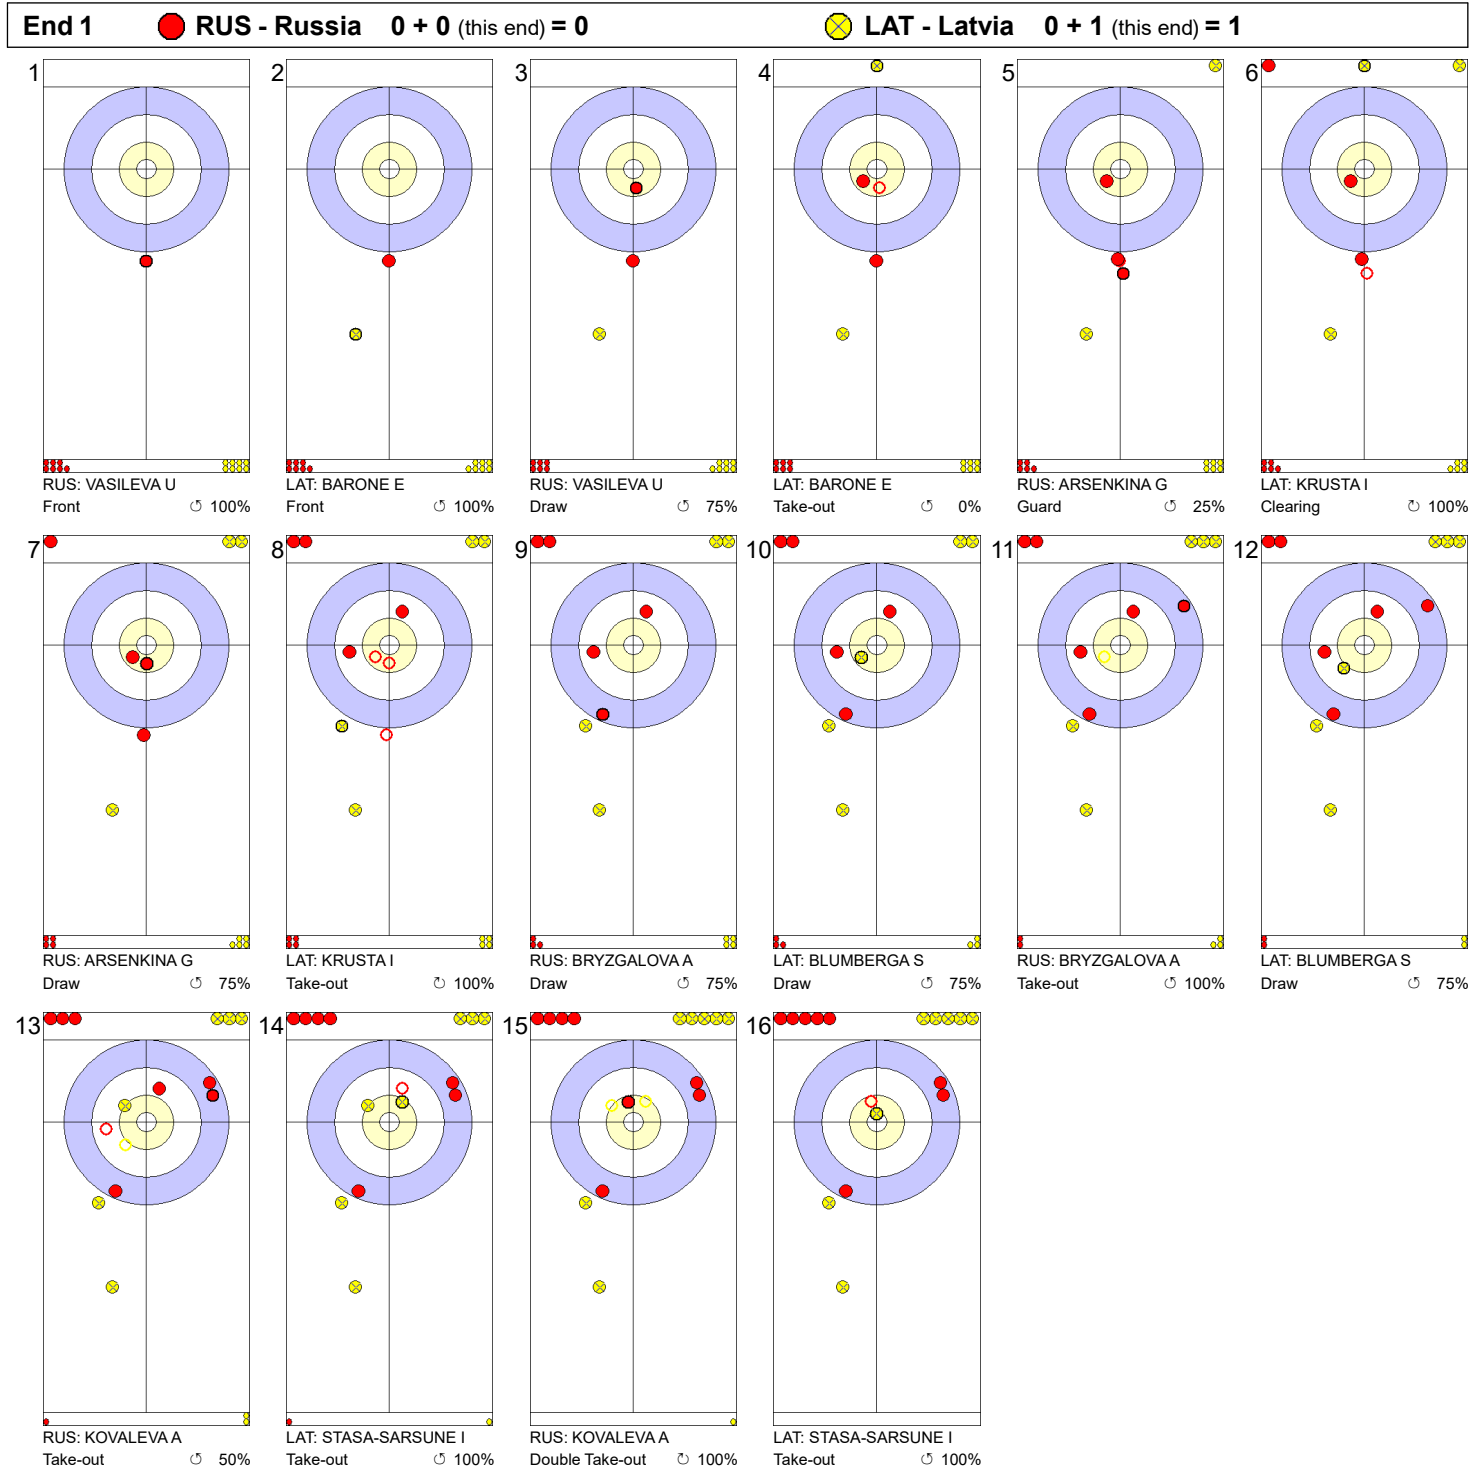 End 1 RUS - Russia 0 + 0 (this end) = 0 LAT - Latvia 0 + 1 (this end) = 1
1 2 3 4 5 6
RUS: VASILEVA U LAT: BARONE E RUS: VASILEVA U LAT: BARONE E RUS: ARSENKINA G LAT: KRUSTA I
Front ↺ 100% Front ↺ 100% Draw ↺ 75% Take-out ↺ 0% Guard ↺ 25% Clearing ↻ 100%
7 8 9 10 11 12
RUS: ARSENKINA G LAT: KRUSTA I RUS: BRYZGALOVA A LAT: BLUMBERGA S RUS: BRYZGALOVA A LAT: BLUMBERGA S
Draw ↺ 75% Take-out ↻ 100% Draw ↺ 75% Draw ↺ 75% Take-out ↺ 100% Draw ↺ 75%
13 14 15 16
RUS: KOVALEVA A LAT: STASA-SARSUNE I RUS: KOVALEVA A LAT: STASA-SARSUNE I
Take-out ↺ 50% Take-out ↺ 100% Double Take-out ↻ 100% Take-out ↺ 100%